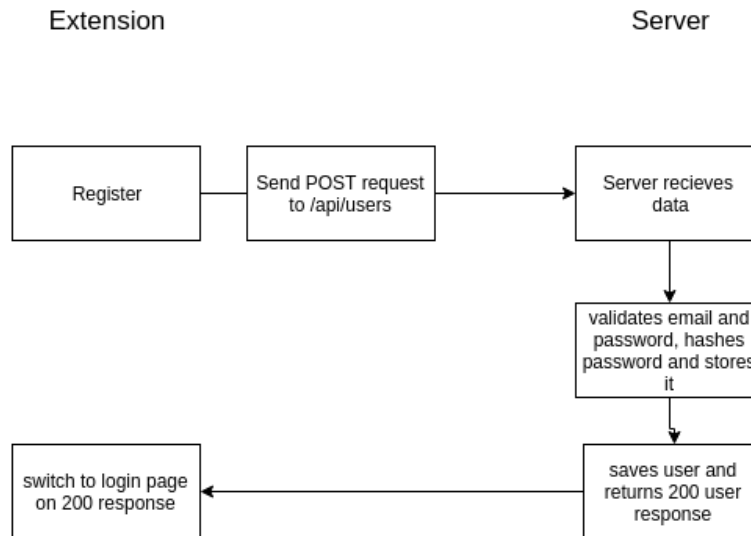 Extension
Server
Register
Send POST request
to /api/users
Server recieves
data
validates email and
password, hashes
password and stores
it
switch to login page
on 200 response
saves user and
returns 200 user
response